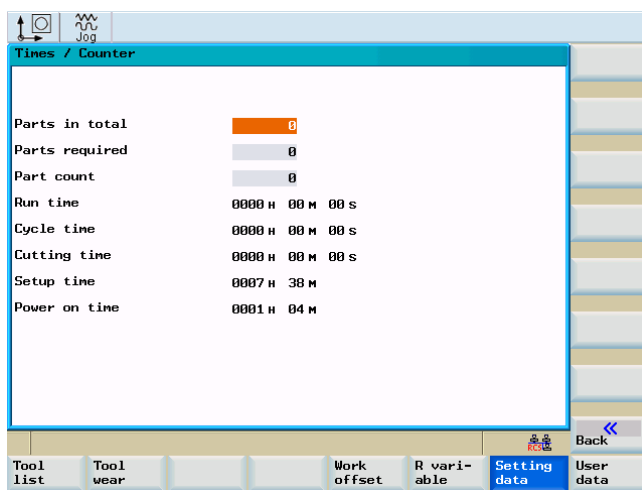 Jog
Times / Counter
Parts in total 0
Parts required 0
Part count 0
Run time 0000 H 00 M 00 S
Cycle time 0000 H 00 M 00 S
Cutting time 0000 H 00 M 00 S
Setup time 0007 H 38 M
Power on time 0001 H 04 M
RCS
Back
Tool list
Tool wear
Work offset
R vari-
able
Setting data
User data